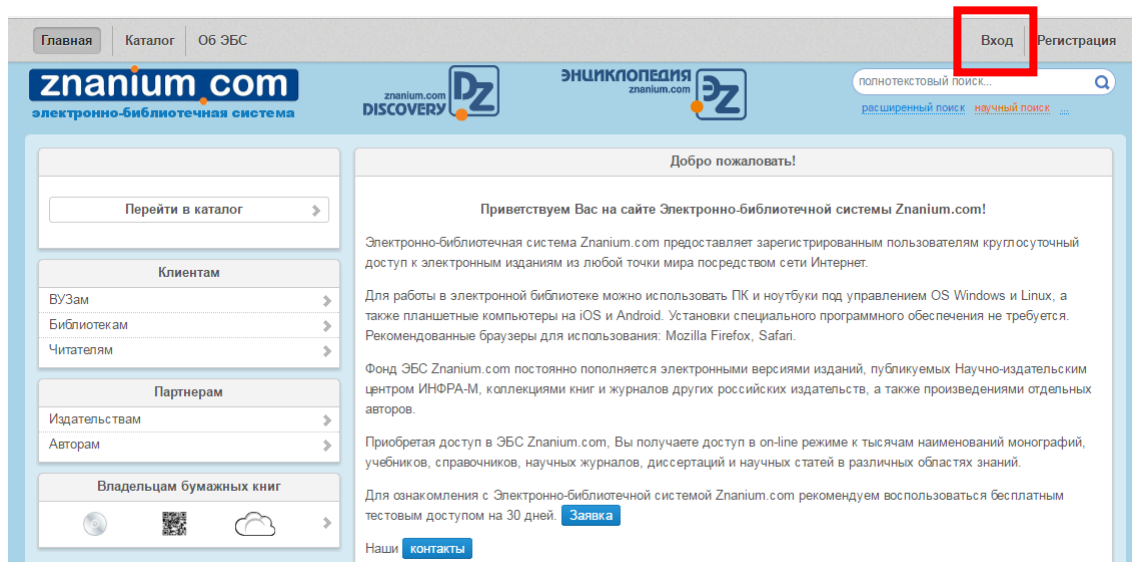 Главная Каталог Об ЭБС Вход Регистрация
znanium.com
электронно-библиотечная система
znanium.com
DISCOVERY
DZ
ЭНЦИКЛОПЕДИЯ
znanium.com
ЭZ
полнотекстовый поиск...
расширенный поиск научный поиск ...
Перейти в каталог
Клиентам
ВУЗам
Библиотекам
Читателям
Партнерам
Издательствам
Авторам
Владельцам бумажных книг
Добро пожаловать!
Приветствуем Вас на сайте Электронно-библиотечной системы Znanium.com!
Электронно-библиотечная система Znanium.com предоставляет зарегистрированным пользователям круглосуточный
доступ к электронным изданиям из любой точки мира посредством сети Интернет.
Для работы в электронной библиотеке можно использовать ПК и ноутбуки под управлением OS Windows и Linux, а
также планшетные компьютеры на iOS и Android. Установки специального программного обеспечения не требуется.
Рекомендованные браузеры для использования: Mozilla Firefox, Safari.
Фонд ЭБС Znanium.com постоянно пополняется электронными версиями изданий, публикуемых Научно-издательским
центром ИНФРА-М, коллекциями книг и журналов других российских издательств, а также произведениями отдельных
авторов.
Приобретая доступ в ЭБС Znanium.com, Вы получаете доступ в on-line режиме к тысячам наименований монографий,
учебников, справочников, научных журналов, диссертаций и научных статей в различных областях знаний.
Для ознакомления с Электронно-библиотечной системой Znanium.com рекомендуем воспользоваться бесплатным
тестовым доступом на 30 дней. Заявка
Наши контакты